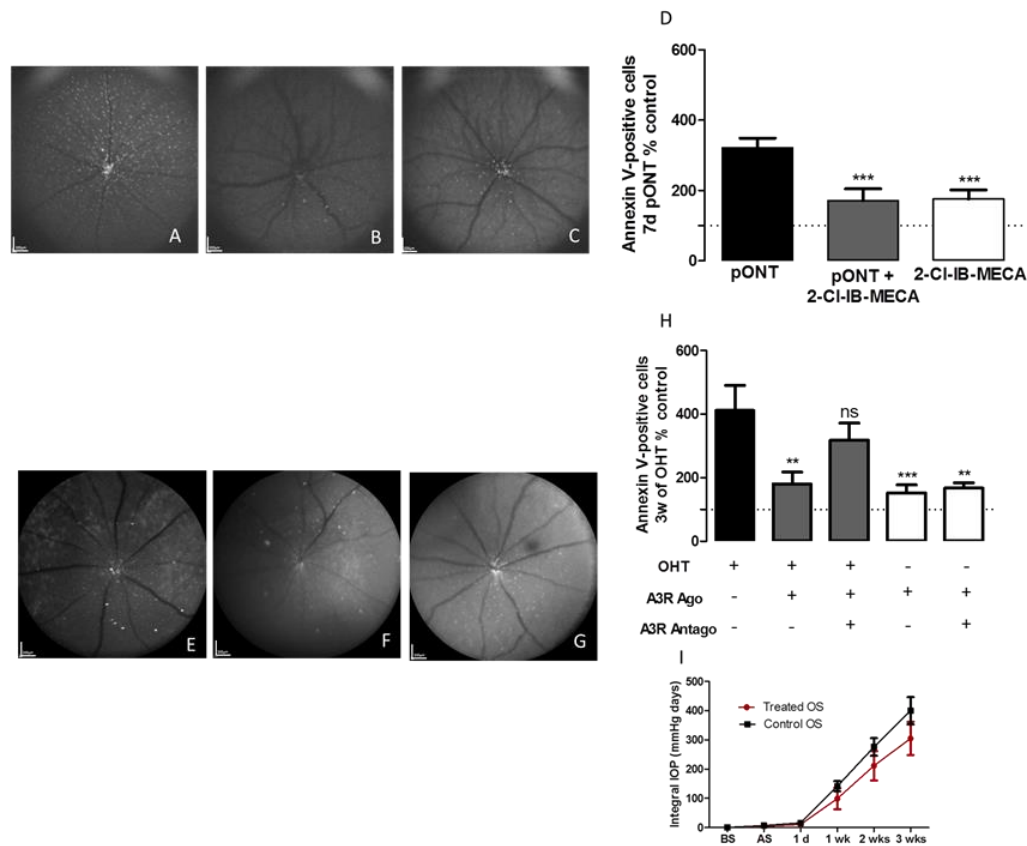 D
Annexin V-positive cells
7d pONT % control
600
400
200
0
***
***
pONT
pONT +
2-Cl-IB-MECA
2-Cl-IB-MECA
A
B
C
H
Annexin V-positive cells
3w of OHT % control
600
400
200
0
**
ns
***
**
OHT + + + - -
A3R Ago - + + + +
A3R Antago - - + - +
E
F
G
I
Integral IOP (mmHg days)
500
400
300
200
100
0
Treated OS
Control OS
BS AS 1 d 1 wk 2 wks 3 wks